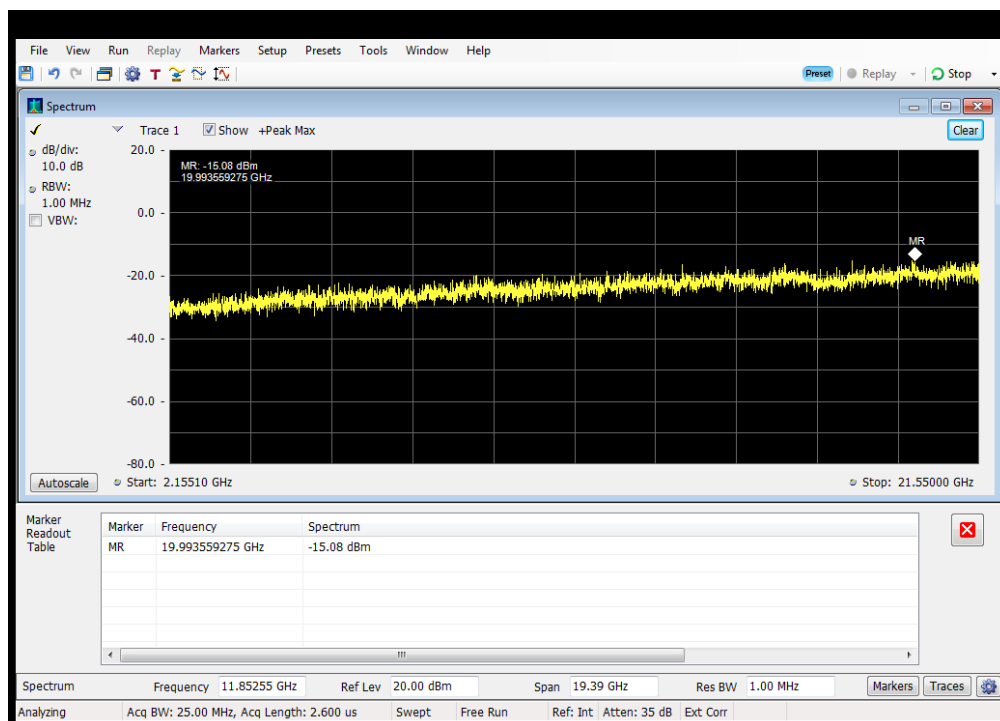 File View Run Replay Markers Setup Presets Tools Window Help
T Preset Replay Stop
Spectrum
Trace 1 Show +Peak Max Clear
dB/div:
10.0 dB
RBW:
1.00 MHz
VBW:
20.0
0.0
-20.0
-40.0
-60.0
-80.0
MR: -15.08 dBm
19.993559275 GHz
MR
Autoscale Start: 2.15510 GHz Stop: 21.55000 GHz
Marker
Readout
Table
Marker Frequency Spectrum
MR 19.993559275 GHz -15.08 dBm
Spectrum Frequency 11.85255 GHz Ref Lev 20.00 dBm Span 19.39 GHz Res BW 1.00 MHz Markers Traces
Analyzing Acq BW: 25.00 MHz, Acq Length: 2.600 us Swept Free Run Ref: Int Atten: 35 dB Ext Corr